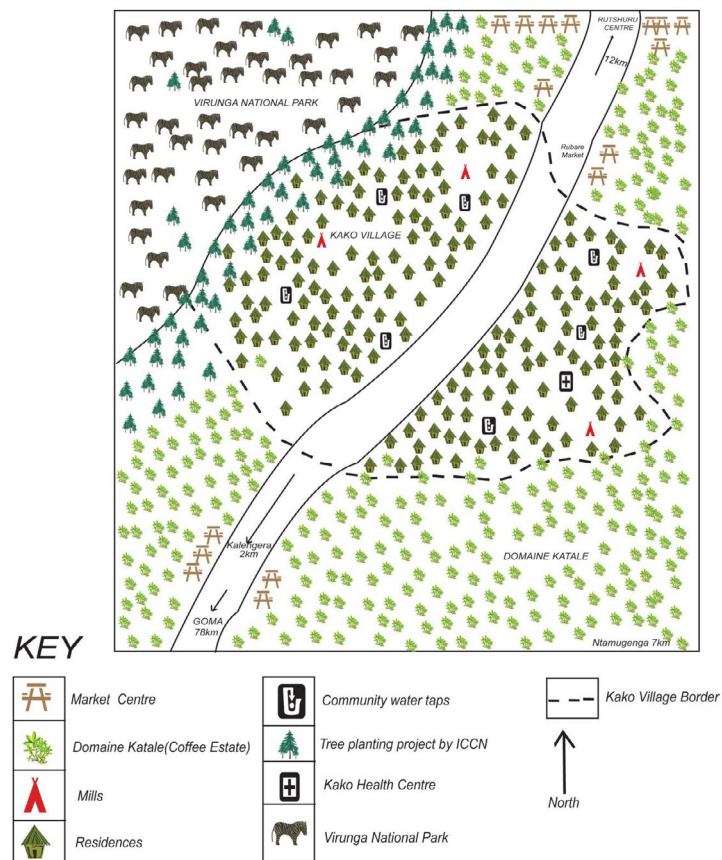 RUTSHURU
CENTRE
12km
VIRUNGA NATIONAL PARK
Rubare
Market
KAKO VILLAGE
Kalengera
2km
DOMAINE KATALE
GOMA
78km
Ntamugenga 7km
KEY
Market Centre
Domaine Katale(Coffee Estate)
Mills
Residences
Community water taps
Tree planting project by ICCN
Kako Health Centre
Virunga National Park
Kako Village Border
North